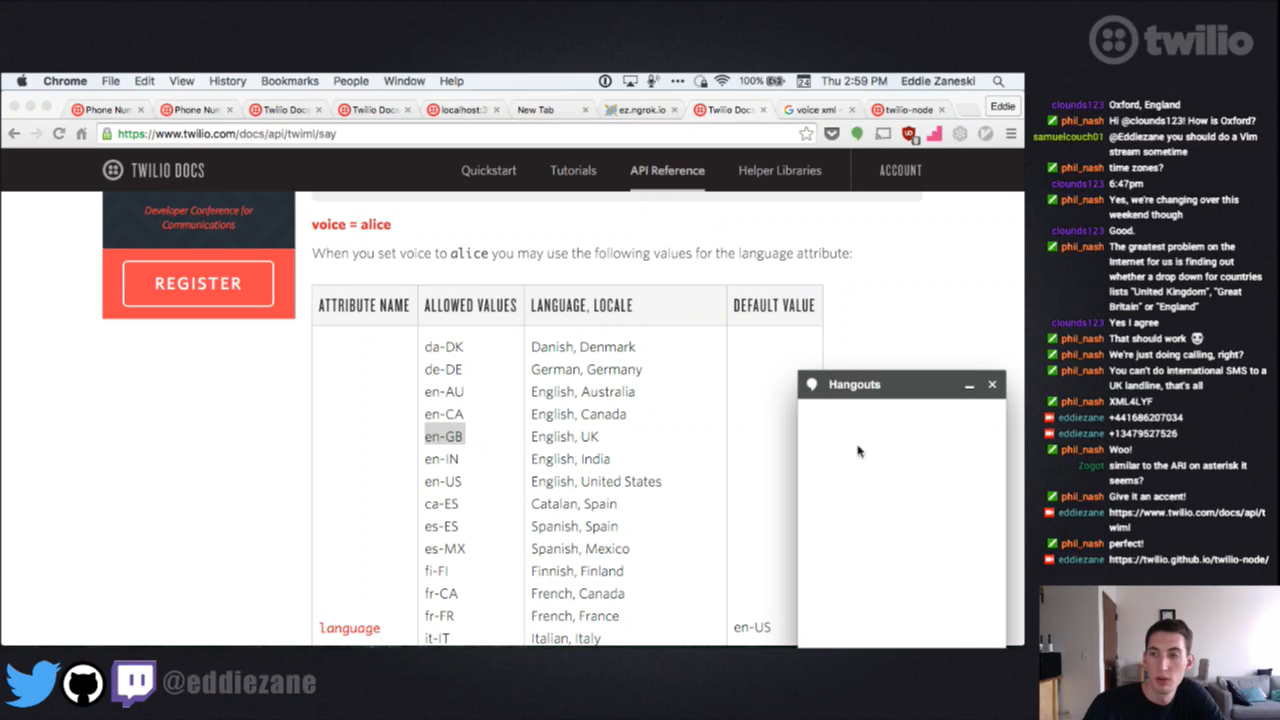 twilio
Chrome File Edit View History Bookmarks People Window Help
100% 24 Thu 2:59 PM Eddie Zaneski
Phone Num
Phone Num
Twilio Docs
Twilio Docs
localhost:3
New Tab
ez.ngrok.io
Twilio Docs
voice xml -
twilio-node
Eddie
https://www.twilio.com/docs/api/twiml/say
TWILIO DOCS
Quickstart Tutorials API Reference Helper Libraries ACCOUNT
Developer Conference for
Communications
REGISTER
voice = alice
When you set voice to alice you may use the following values for the language attribute:
ATTRIBUTE NAME ALLOWED VALUES LANGUAGE, LOCALE DEFAULT VALUE
da-DK Danish, Denmark
de-DE German, Germany
en-AU English, Australia
en-CA English, Canada
en-GB English, UK
en-IN English, India
en-US English, United States
ca-ES Catalan, Spain
es-ES Spanish, Spain
es-MX Spanish, Mexico
fi-FI Finnish, Finland
fr-CA French, Canada
fr-FR French, France
language en-US
it-IT Italian, Italy
Hangouts
clounds123 Oxford, England
phil_nash Hi @clounds123! How is Oxford?
samuelcouch01 @Eddiezane you should do a Vim
stream sometime
phil_nash time zones?
clounds123 6:47pm
phil_nash Yes, we're changing over this
weekend though
clounds123 Good.
phil_nash The greatest problem on the
Internet for us is finding out
whether a drop down for countries
lists "United Kingdom", "Great
Britain" or "England"
clounds123 Yes I agree
phil_nash That should work
phil_nash We're just doing calling, right?
phil_nash You can't do international SMS to a
UK landline, that's all
phil_nash XML4LYF
eddiezane +441686207034
eddiezane +13479527526
phil_nash Woo!
Zogot similar to the ARI on asterisk it
seems?
phil_nash Give it an accent!
eddiezane https://www.twilio.com/docs/api/t
wiml
phil_nash perfect!
eddiezane https://twilio.github.io/twilio-node/
@eddiezane